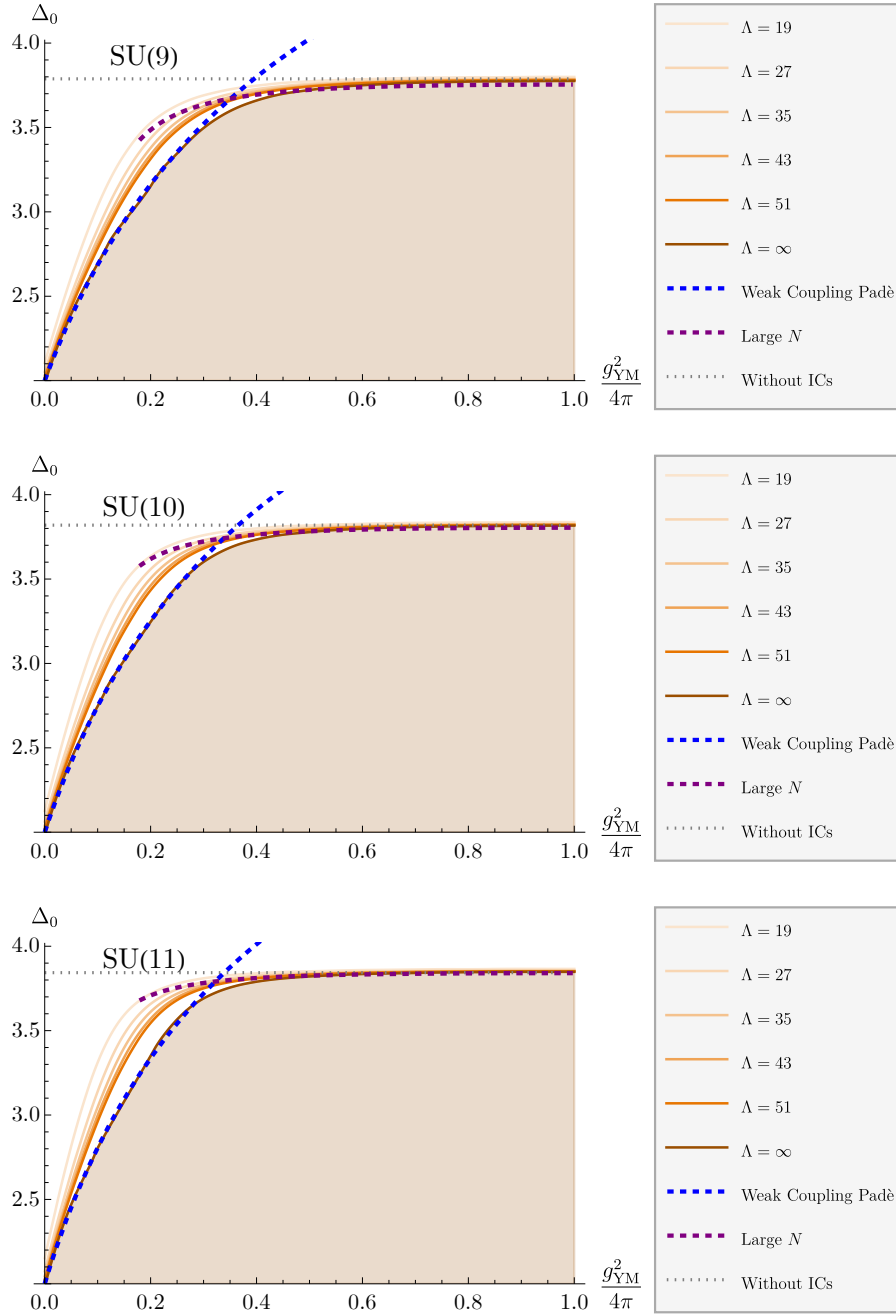 Δ₀
4.0
SU(9)
3.5
3.0
2.5
0.0 0.2 0.4 0.6 0.8 1.0
g²YM/4π
Λ = 19
Λ = 27
Λ = 35
Λ = 43
Λ = 51
Λ = ∞
Weak Coupling Padè
Large N
Without ICs
Δ₀
4.0
SU(10)
3.5
3.0
2.5
0.0 0.2 0.4 0.6 0.8 1.0
g²YM/4π
Λ = 19
Λ = 27
Λ = 35
Λ = 43
Λ = 51
Λ = ∞
Weak Coupling Padè
Large N
Without ICs
Δ₀
4.0
SU(11)
3.5
3.0
2.5
0.0 0.2 0.4 0.6 0.8 1.0
g²YM/4π
Λ = 19
Λ = 27
Λ = 35
Λ = 43
Λ = 51
Λ = ∞
Weak Coupling Padè
Large N
Without ICs